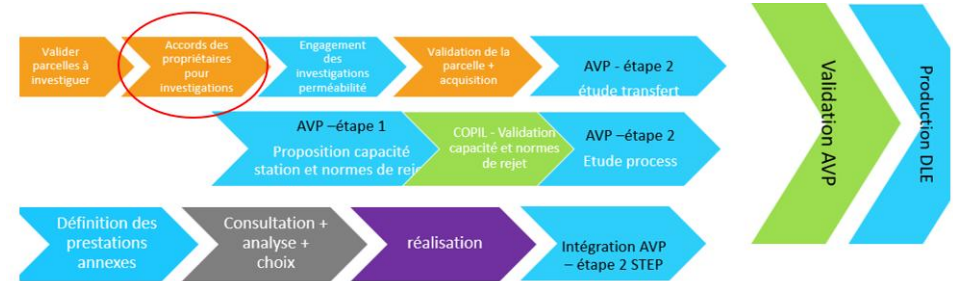 Valider
parcelles à
investiguer
Accords des
propriétaires
pour
investigations
Engagement
des
investigations
perméabilité
Validation de la
parcelle +
acquisition
AVP - étape 2
étude transfert
AVP –étape 1
Proposition capacité
station et normes de reje
COPIL - Validation
capacité et normes
de rejet
AVP –étape 2
Etude process
Définition des
prestations
annexes
Consultation +
analyse +
choix
réalisation
Intégration AVP
– étape 2 STEP
Validation AVP
Production DLE